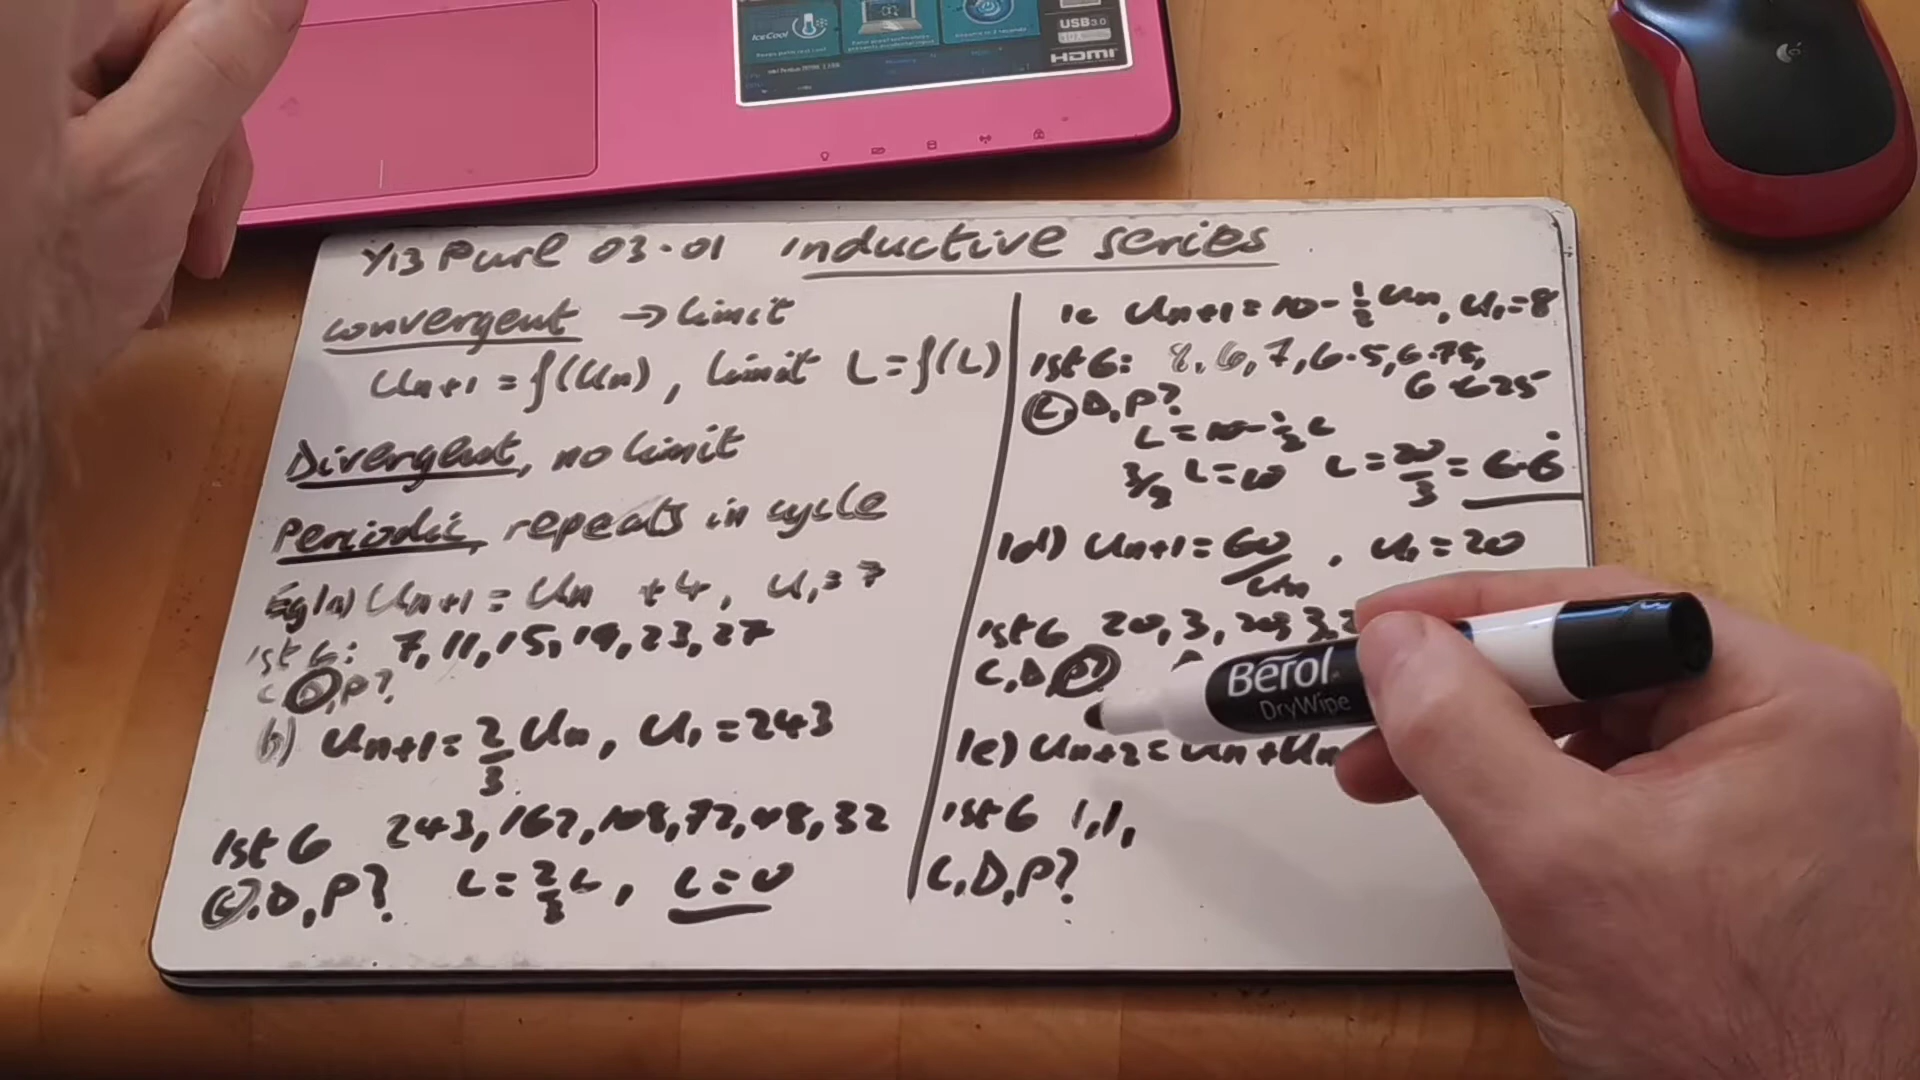 IceCool
USB3.0
HDMI
Y13 Pure 03.01 inductive series
convergent → limit
Un+1 = f(Un), limit L = f(L)
Divergent, no limit
Periodic, repeats in cycle
Eg1a) Un+1 = Un +4, U1=7
1st 6: 7, 11, 15, 19, 23, 27
C, D, P?
b) Un+1 = 2/3 Un, U1 = 243
1st 6 243, 162, 108, 72, 48, 32
C, D, P? L = 2/3 L, L = 0
1c Un+1 = 10 - 1/2 Un, U1 = 8
1st 6: 8, 6, 7, 6.5, 6.75,
6.625
C, D, P?
L = 10 - 1/2 L
3/2 L = 10 L = 20/3 = 6.6̇
1d) Un+1 = 60/Un, U1 = 20
1st 6 20, 3, 20, 3, 2
C, D, P?
1e) Un+2 = Un + Un
1st 6 1, 1,
C, D, P?
Berol
DryWipe